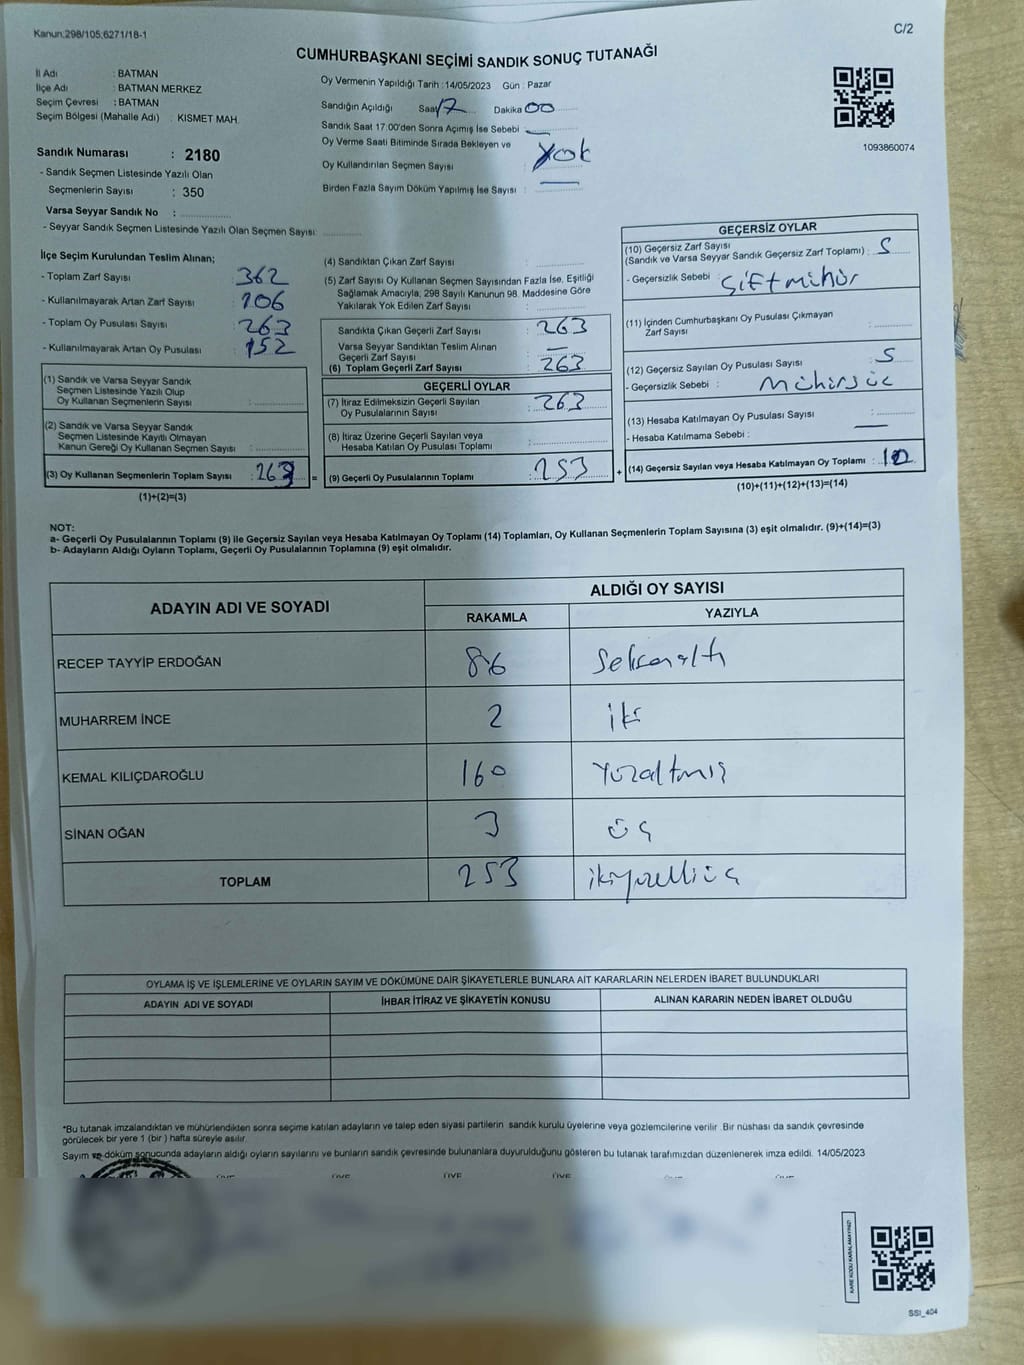 Kanun:298/105;6271/18-1
C/2
CUMHURBAŞKANI SEÇİMİ SANDIK SONUÇ TUTANAĞI
İl Adı : BATMAN
İlçe Adı : BATMAN MERKEZ
Seçim Çevresi : BATMAN
Seçim Bölgesi (Mahalle Adı) : KISMET MAH.
Sandık Numarası : 2180
- Sandık Seçmen Listesinde Yazılı Olan
Seçmenlerin Sayısı : 350
Varsa Seyyar Sandık No :
- Seyyar Sandık Seçmen Listesinde Yazılı Olan Seçmen Sayısı:
Oy Vermenin Yapıldığı Tarih : 14/05/2023 Gün : Pazar
Sandığın Açıldığı Saat 17 Dakika 00
Sandık Saat 17:00'den Sonra Açılmış İse Sebebi —
Oy Verme Saati Bitiminde Sırada Bekleyen ve
Oy Kullandırılan Seçmen Sayısı : Yok
Birden Fazla Sayım Döküm Yapılmış İse Sayısı : —
1093860074
İlçe Seçim Kurulundan Teslim Alınan;
- Toplam Zarf Sayısı : 362
- Kullanılmayarak Artan Zarf Sayısı : 106
- Toplam Oy Pusulası Sayısı : 263
- Kullanılmayarak Artan Oy Pusulası : 152
(1) Sandık ve Varsa Seyyar Sandık
Seçmen Listesinde Yazılı Olup
Oy Kullanan Seçmenlerin Sayısı :
(2) Sandık ve Varsa Seyyar Sandık
Seçmen Listesinde Kayıtlı Olmayan
Kanun Gereği Oy Kullanan Seçmen Sayısı :
(3) Oy Kullanan Seçmenlerin Toplam Sayısı : 263 =
(1)+(2)=(3)
(4) Sandıktan Çıkan Zarf Sayısı :
(5) Zarf Sayısı Oy Kullanan Seçmen Sayısından Fazla İse, Eşitliği
Sağlamak Amacıyla, 298 Sayılı Kanunun 98. Maddesine Göre
Yakılarak Yok Edilen Zarf Sayısı :
Sandıkta Çıkan Geçerli Zarf Sayısı : 263
Varsa Seyyar Sandıktan Teslim Alınan
Geçerli Zarf Sayısı : —
(6) Toplam Geçerli Zarf Sayısı : 263
GEÇERLİ OYLAR
(7) İtiraz Edilmeksizin Geçerli Sayılan
Oy Pusulalarının Sayısı : 263
(8) İtiraz Üzerine Geçerli Sayılan veya
Hesaba Katılan Oy Pusulası Toplamı :
(9) Geçerli Oy Pusulalarının Toplamı : 253 +
GEÇERSİZ OYLAR
(10) Geçersiz Zarf Sayısı
(Sandık ve Varsa Seyyar Sandık Geçersiz Zarf Toplamı) : 5
- Geçersizlik Sebebi : Çift mühür
(11) İçinden Cumhurbaşkanı Oy Pusulası Çıkmayan
Zarf Sayısı :
(12) Geçersiz Sayılan Oy Pusulası Sayısı : 5
- Geçersizlik Sebebi : Mühürsüz
(13) Hesaba Katılmayan Oy Pusulası Sayısı :
- Hesaba Katılmama Sebebi : —
(14) Geçersiz Sayılan veya Hesaba Katılmayan Oy Toplamı : 10
(10)+(11)+(12)+(13)=(14)
NOT:
a- Geçerli Oy Pusulalarının Toplamı (9) ile Geçersiz Sayılan veya Hesaba Katılmayan Oy Toplamı (14) Toplamları, Oy Kullanan Seçmenlerin Toplam Sayısına (3) eşit olmalıdır. (9)+(14)=(3)
b- Adayların Aldığı Oyların Toplamı, Geçerli Oy Pusulalarının Toplamına (9) eşit olmalıdır.
ADAYIN ADI VE SOYADI ALDIĞI OY SAYISI
RAKAMLA YAZIYLA
RECEP TAYYİP ERDOĞAN 86 Seksenaltı
MUHARREM İNCE 2 iki
KEMAL KILIÇDAROĞLU 160 Yüzaltmış
SİNAN OĞAN 3 üç
TOPLAM 253 ikiyüzelliüç
OYLAMA İŞ VE İŞLEMLERİNE VE OYLARIN SAYIM VE DÖKÜMÜNE DAİR ŞİKAYETLERLE BUNLARA AİT KARARLARIN NELERDEN İBARET BULUNDUKLARI
ADAYIN ADI VE SOYADI İHBAR İTİRAZ VE ŞİKAYETİN KONUSU ALINAN KARARIN NEDEN İBARET OLDUĞU
*Bu tutanak imzalandıktan ve mühürlendikten sonra seçime katılan adayların ve talep eden siyasi partilerin sandık kurulu üyelerine veya gözlemcilerine verilir. Bir nüshası da sandık çevresinde
görülecek bir yere 1 (bir ) hafta süreyle asılır.
Sayım ve döküm sonucunda adayların aldığı oyların sayılarını ve bunların sandık çevresinde bulunanlara duyurulduğunu gösteren bu tutanak tarafımızdan düzenlenerek imza edildi. 14/05/2023
ÜYE ÜYE ÜYE
KARE KODU KARALAMAYINIZ!
SSI_404